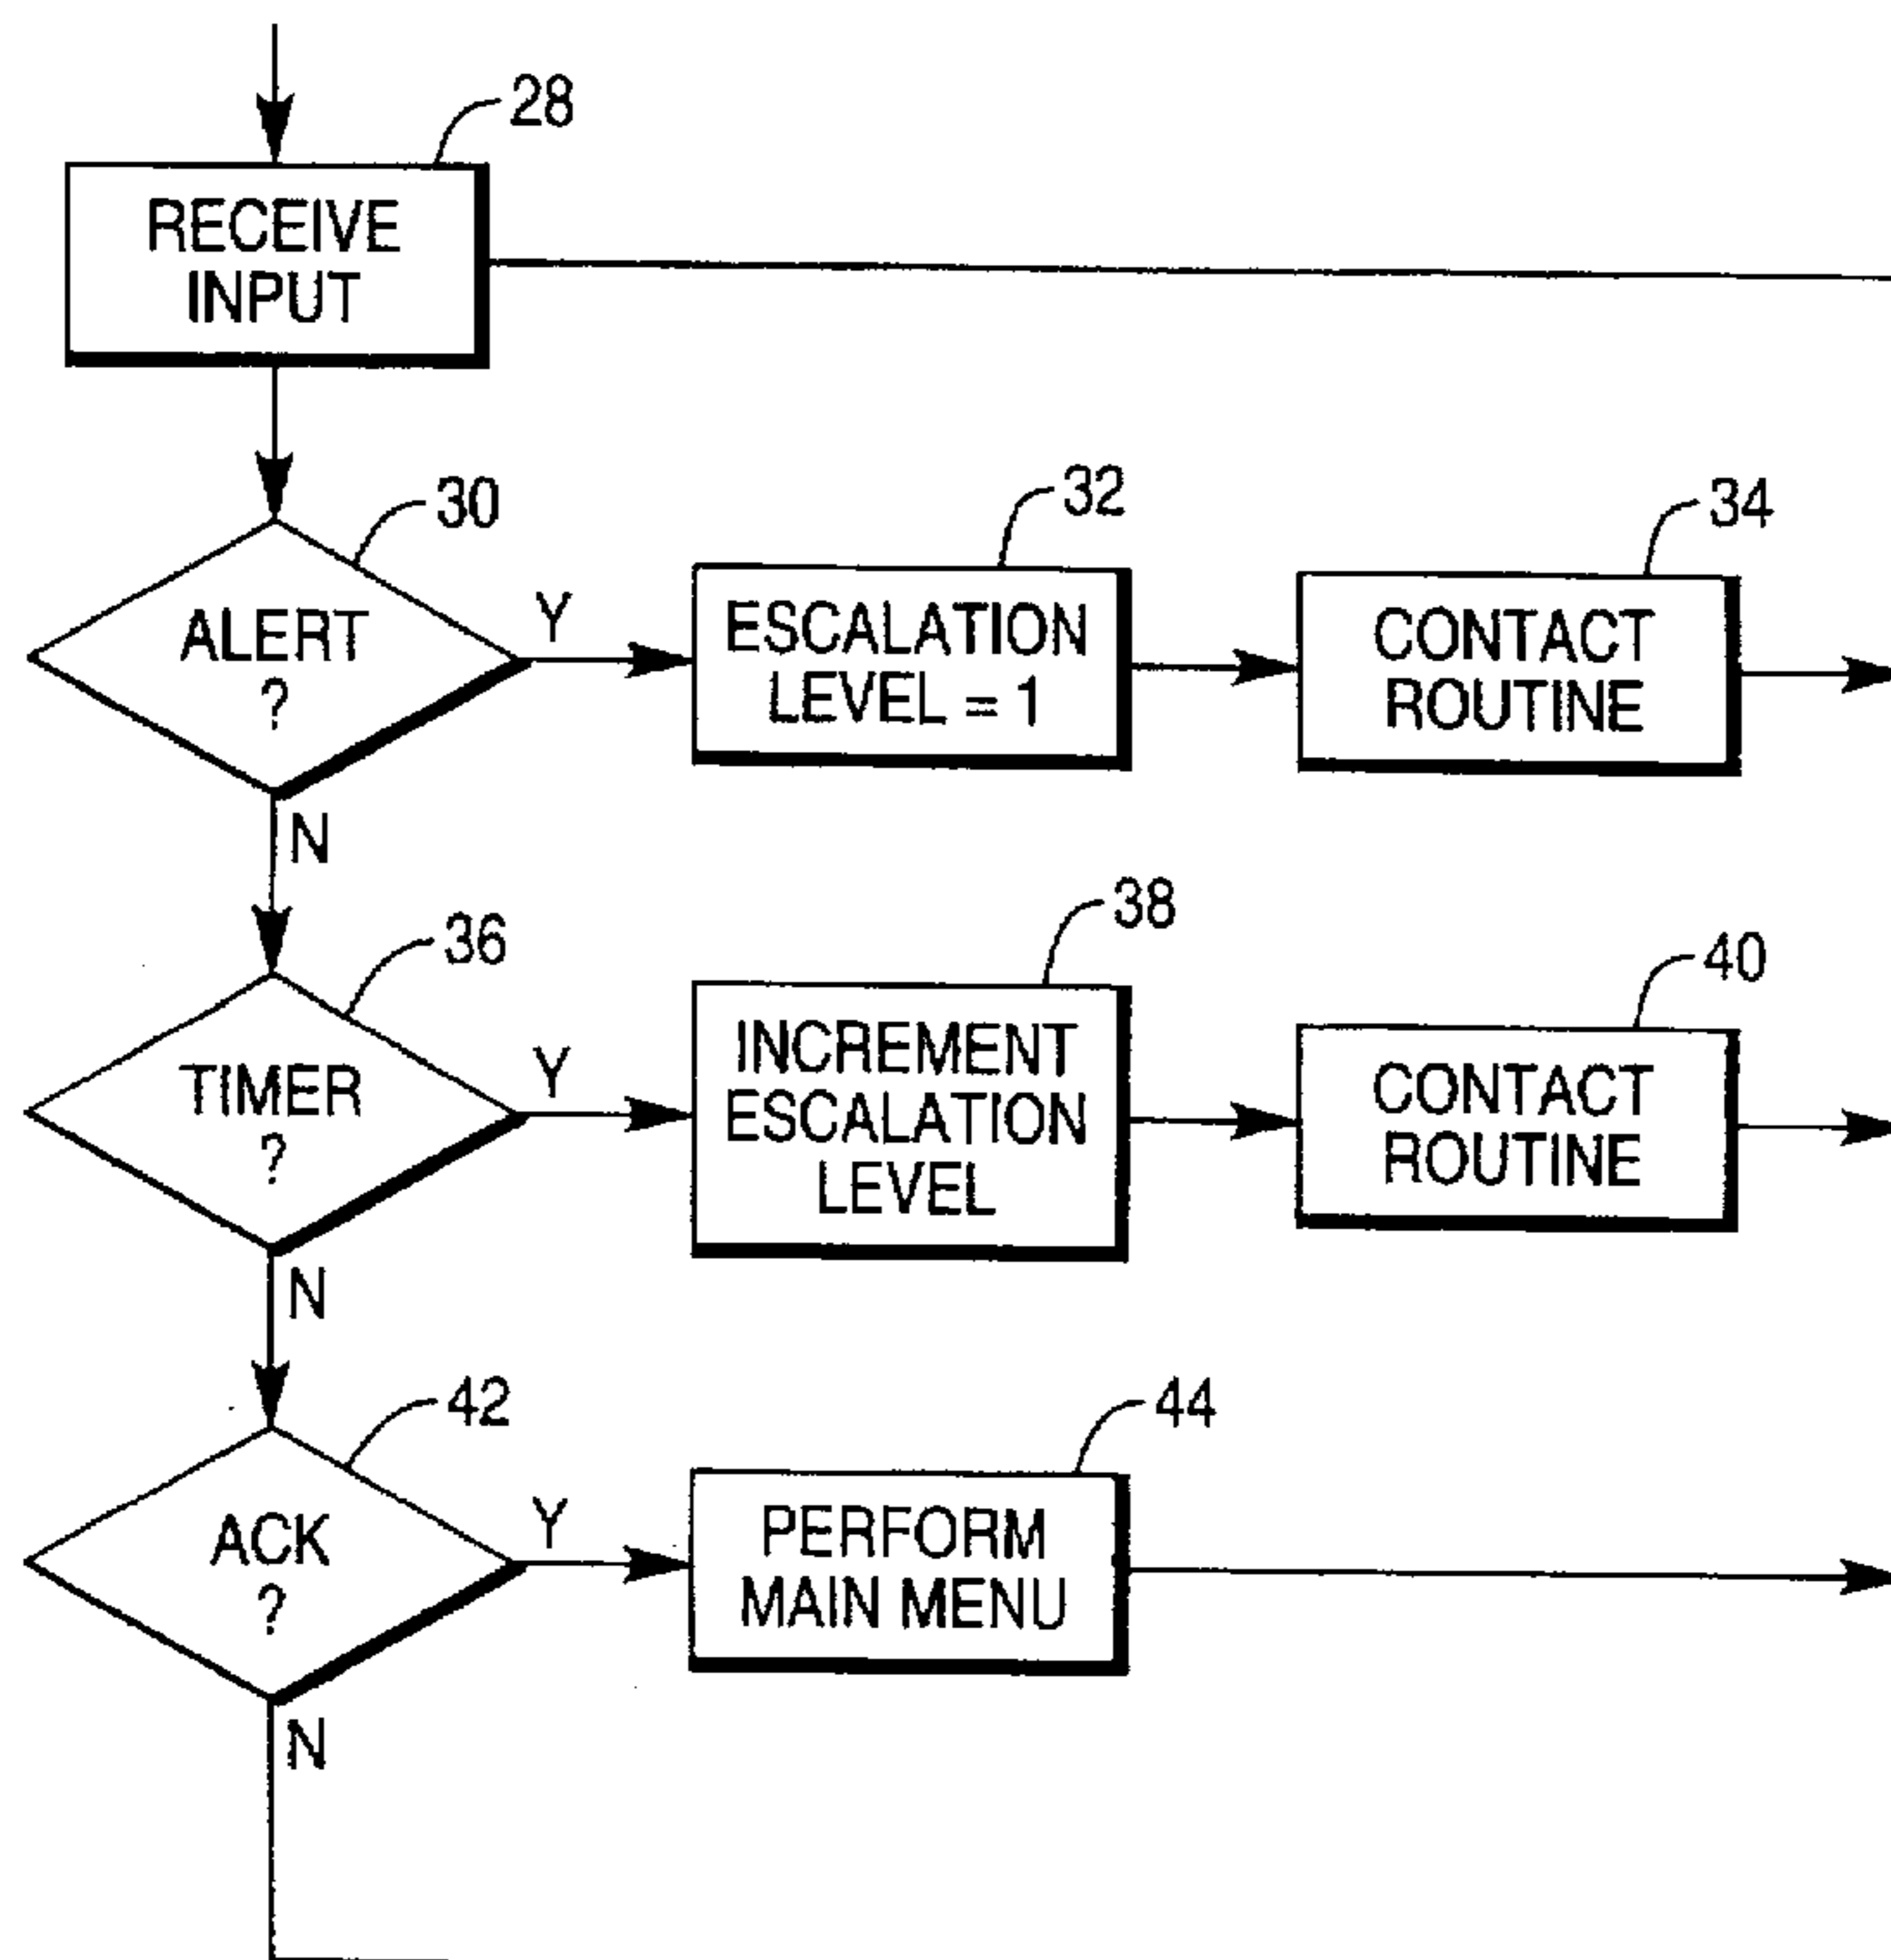 28
RECEIVE
INPUT
30
ALERT
?
Y
N
32
ESCALATION
LEVEL = 1
34
CONTACT
ROUTINE
36
TIMER
?
Y
N
38
INCREMENT
ESCALATION
LEVEL
40
CONTACT
ROUTINE
42
ACK
?
Y
N
44
PERFORM
MAIN MENU